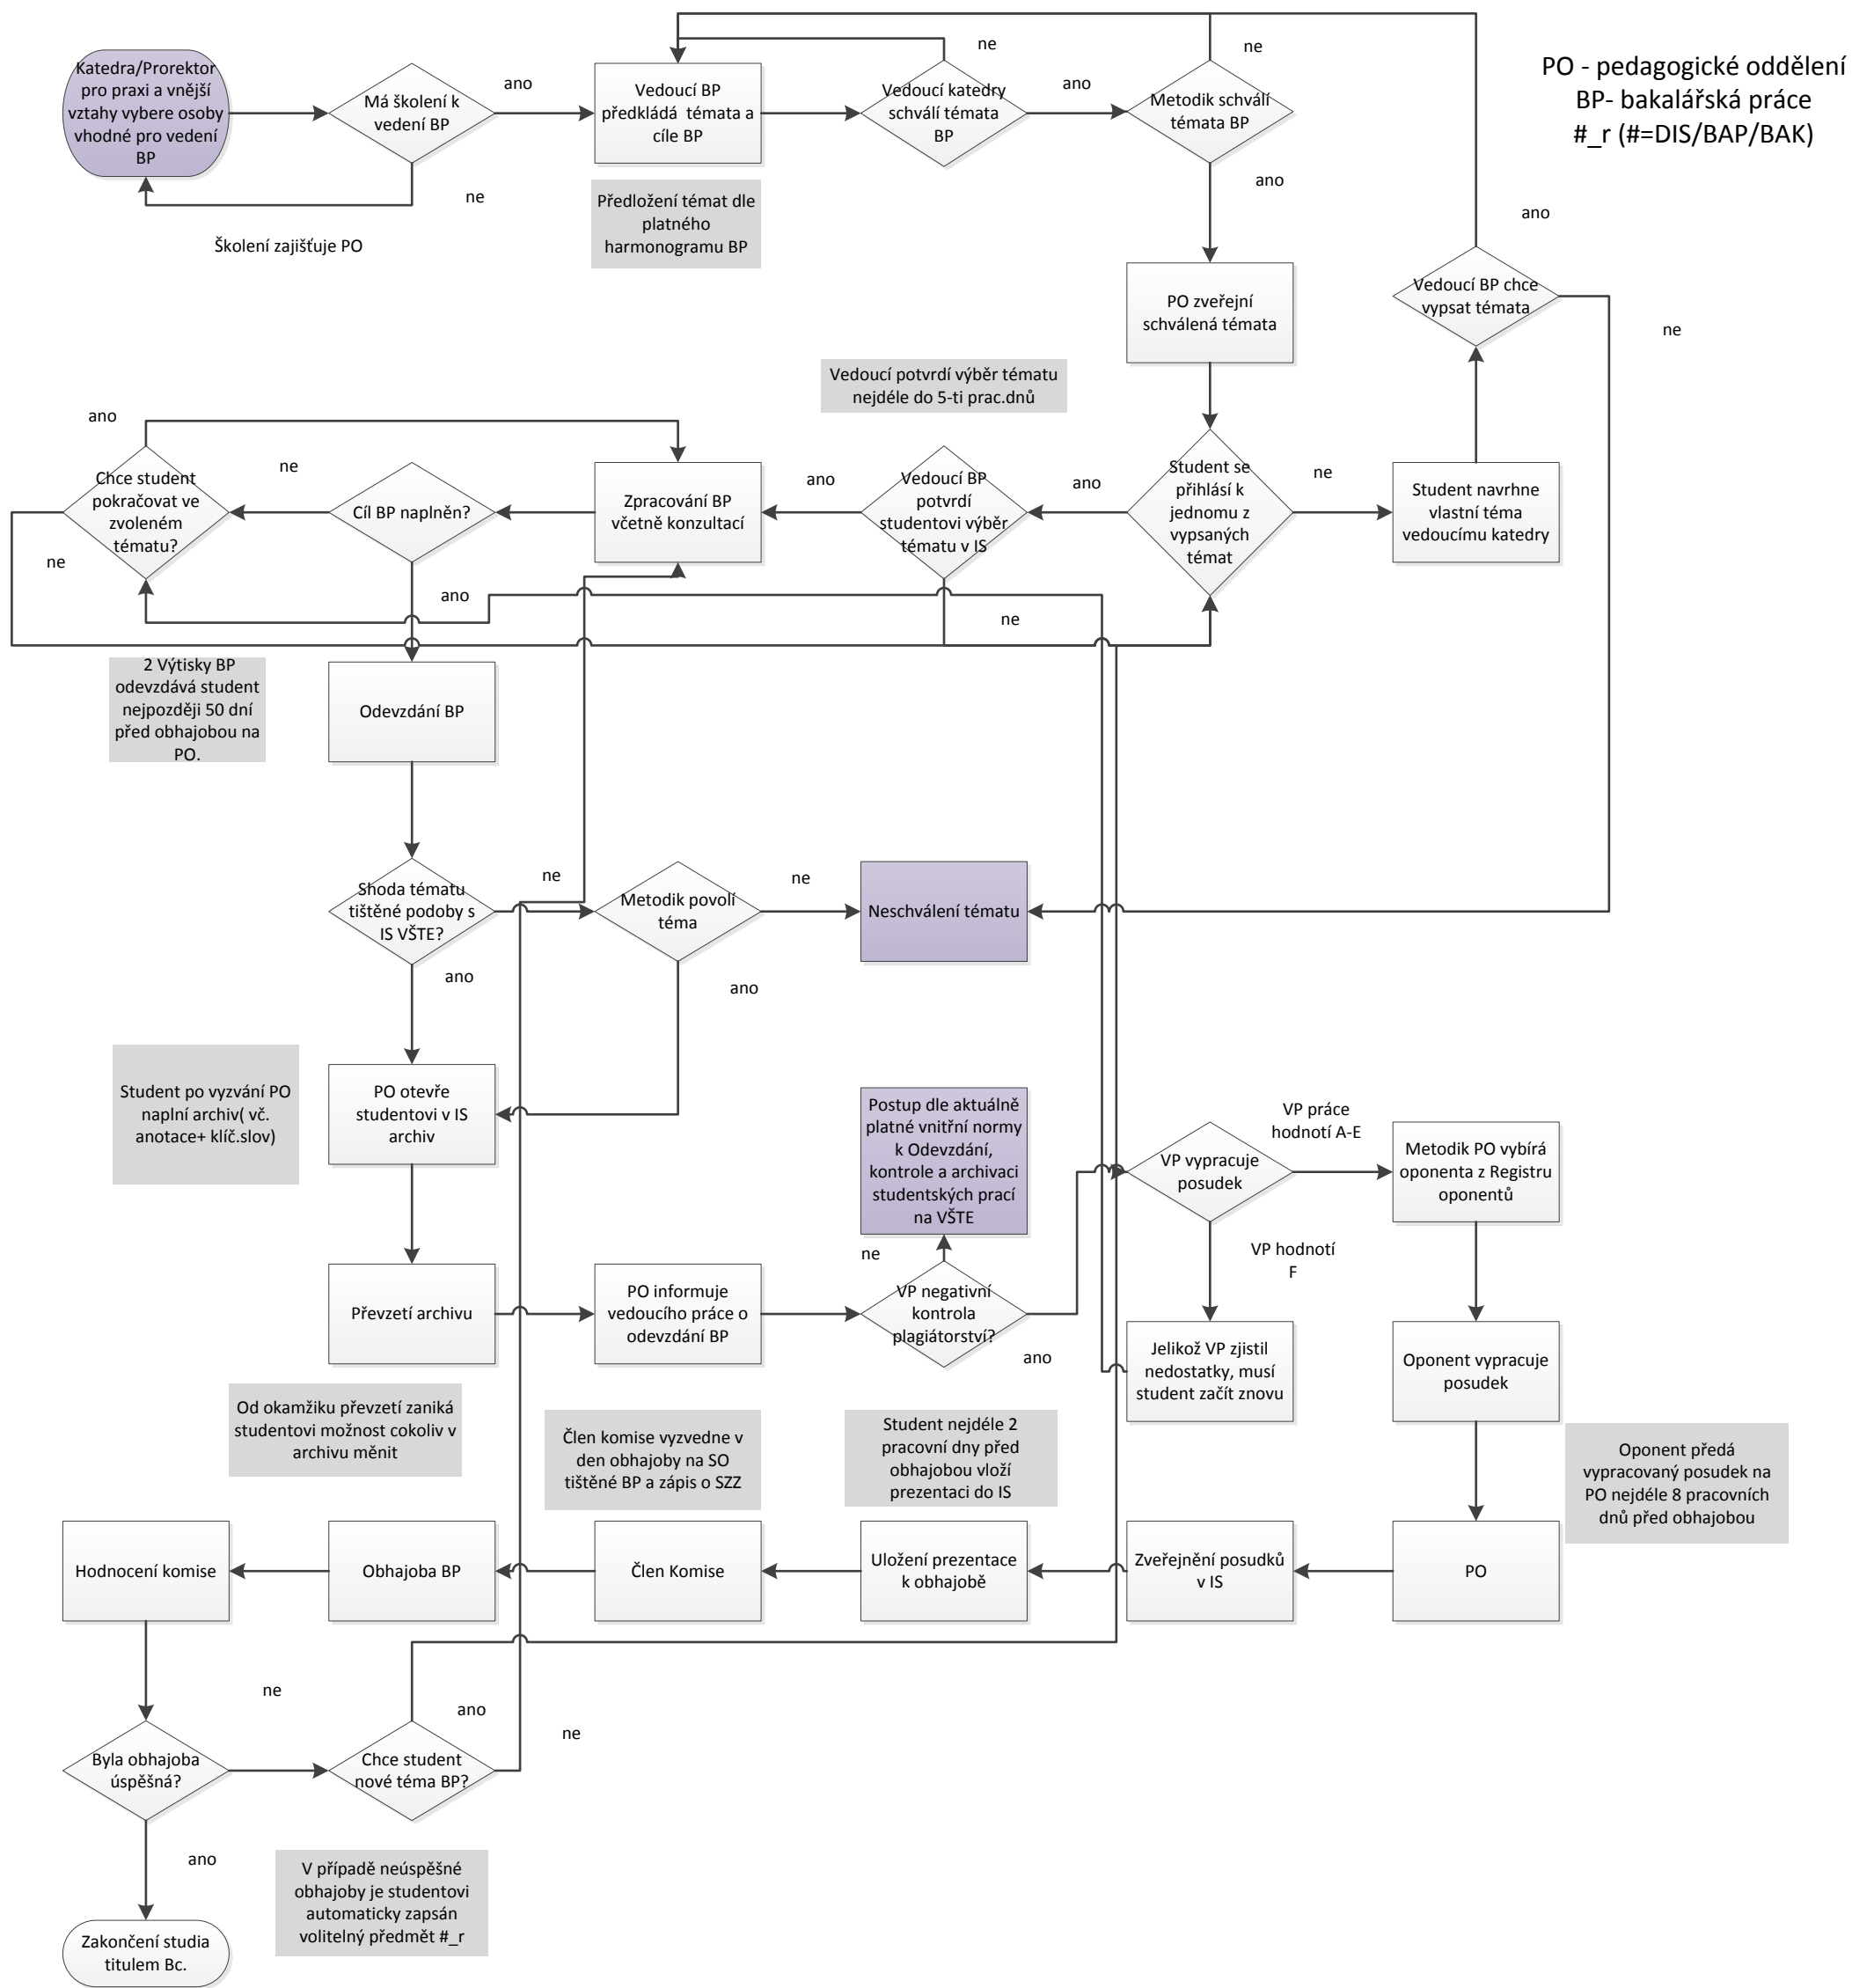 PO - pedagogické oddělení
BP- bakalářská práce
#_r (#=DIS/BAP/BAK)
Katedra/Prorektor
pro praxi a vnější
vztahy vybere osoby
vhodné pro vedení
BP
Má školení k
vedení BP
ano
ne
Školení zajišťuje PO
Vedoucí BP
předkládá  témata a
cíle BP
Předložení témat dle
platného
harmonogramu BP
Vedoucí katedry
schválí témata
BP
ne
ano
Metodik schválí
témata BP
ne
ano
PO zveřejní
schválená témata
Vedoucí BP chce
vypsat témata
ano
ne
Vedoucí potvrdí výběr tématu
nejdéle do 5-ti prac.dnů
ano
Chce student
pokračovat ve
zvoleném
tématu?
ne
ne
Cíl BP naplněn?
ano
Zpracování BP
včetně konzultací
ano
Vedoucí BP
potvrdí
studentovi výběr
tématu v IS
ne
ano
Student se
přihlásí k
jednomu z
vypsaných
témat
ne
Student navrhne
vlastní téma
vedoucímu katedry
2 Výtisky BP
odevzdává student
nejpozději 50 dní
před obhajobou na
PO.
Odevzdání BP
Shoda tématu
tištěné podoby s
IS VŠTE?
ne
ano
Metodik povolí
téma
ne
ano
Neschválení tématu
Student po vyzvání PO
naplní archiv( vč.
anotace+ klíč.slov)
PO otevře
studentovi v IS
archiv
Postup dle aktuálně
platné vnitřní normy
k Odevzdání,
kontrole a archivaci
studentských prací
na VŠTE
VP vypracuje
posudek
VP práce
hodnotí A-E
VP hodnotí
F
Metodik PO vybírá
oponenta z Registru
oponentů
Převzetí archivu
PO informuje
vedoucího práce o
odevzdání BP
ne
VP negativní
kontrola
plagiátorství?
ano
Jelikož VP zjistil
nedostatky, musí
student začít znovu
Oponent vypracuje
posudek
Od okamžiku převzetí zaniká
studentovi možnost cokoliv v
archivu měnit
Člen komise vyzvedne v
den obhajoby na SO
tištěné BP a zápis o SZZ
Student nejdéle 2
pracovní dny před
obhajobou vloží
prezentaci do IS
Oponent předá
vypracovaný posudek na
PO nejdéle 8 pracovních
dnů před obhajobou
Hodnocení komise
Obhajoba BP
Člen Komise
Uložení prezentace
k obhajobě
Zveřejnění posudků
v IS
PO
Byla obhajoba
úspěšná?
ne
ano
Chce student
nové téma BP?
ano
ne
V případě neúspěšné
obhajoby je studentovi
automaticky zapsán
volitelný předmět #_r
Zakončení studia
titulem Bc.